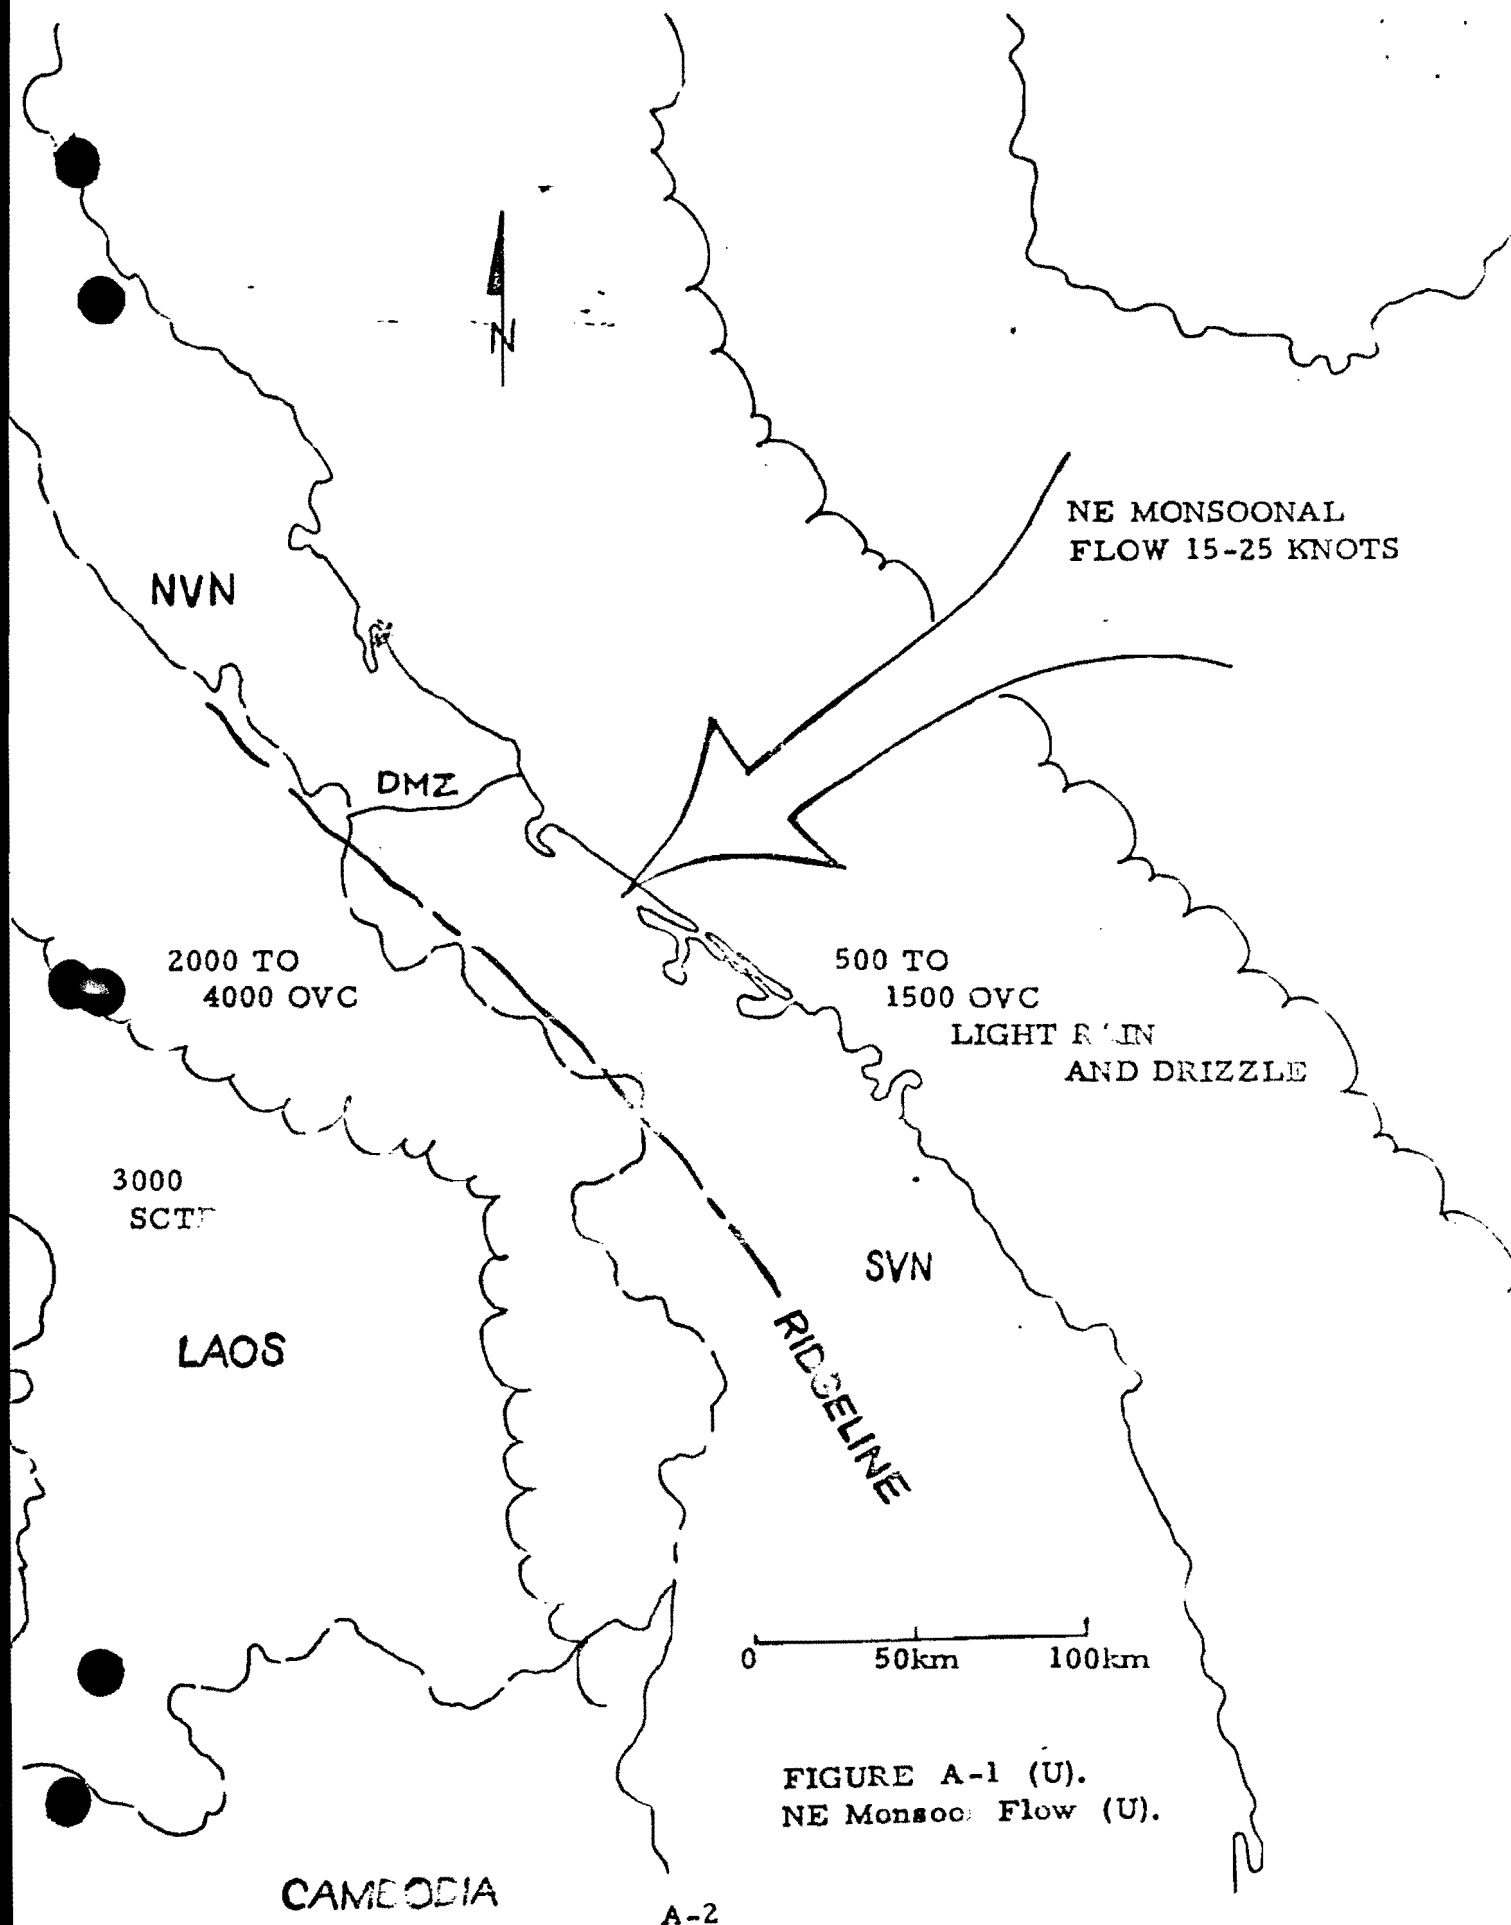 N
NE MONSOONAL
FLOW 15-25 KNOTS
NVN
DMZ
2000 TO
4000 OVC
500 TO
1500 OVC
LIGHT
AND DRIZZLE
3000
SVN
LAOS
RIDGELINE
0 50km 100km
FIGURE A-1 (U).
NE Flow (U).
CAMBODIA
A-2